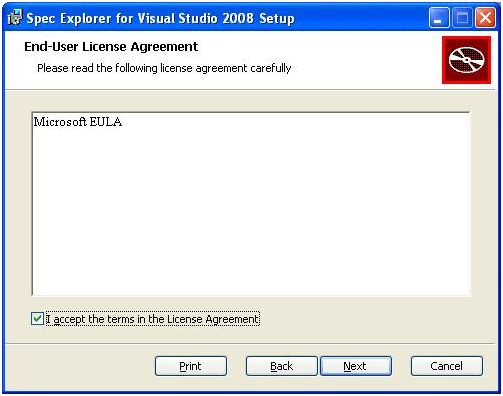 Spec Explorer for Visual Studio 2008 Setup
End-User License Agreement
Please read the following license agreement carefully
Microsoft EULA
I accept the terms in the License Agreement
Print Back Next Cancel